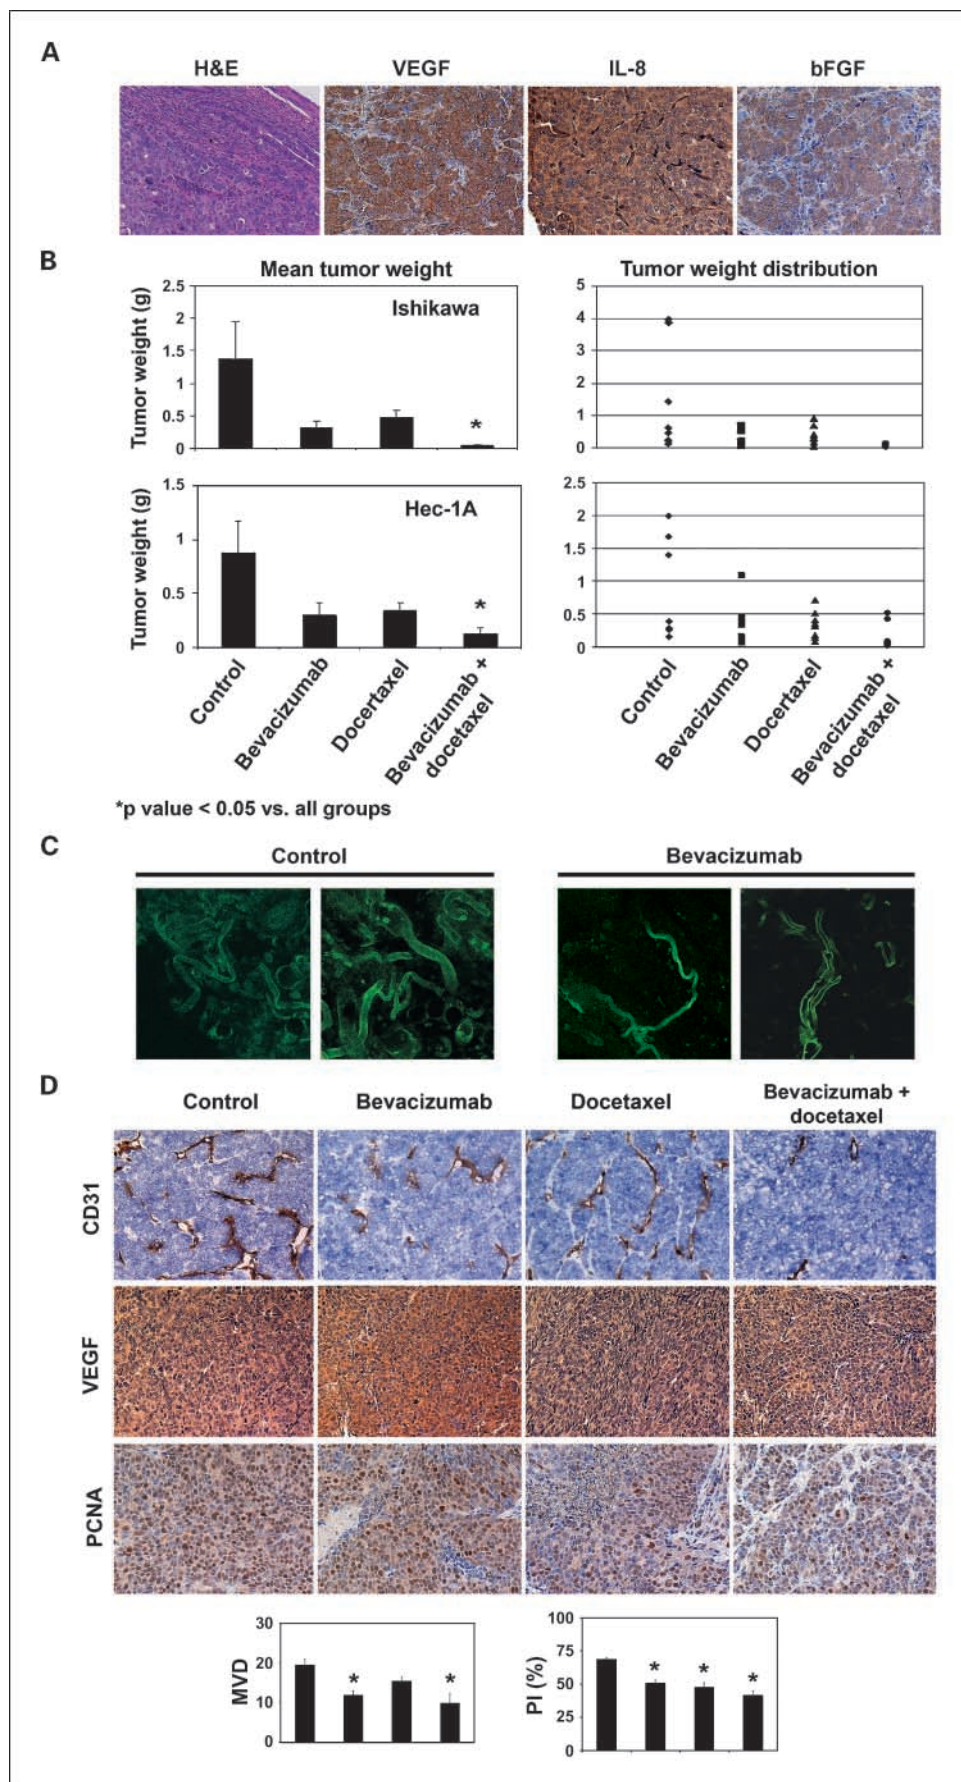 A
H&E VEGF IL-8 bFGF
B
Mean tumor weight Tumor weight distribution
Tumor weight (g)
2.5
2
1.5
1
0.5
0
Ishikawa
*
5
4
3
2
1
0
Tumor weight (g)
1.5
1
0.5
0
Hec-1A
*
2.5
2
1.5
1
0.5
0
Control
Bevacizumab
Docertaxel
Bevacizumab +
docetaxel
Control
Bevacizumab
Docertaxel
Bevacizumab +
docetaxel
*p value < 0.05 vs. all groups
C
Control Bevacizumab
D
Control Bevacizumab Docetaxel Bevacizumab +
docetaxel
CD31
VEGF
PCNA
MVD
30
20
10
0
* *
PI (%)
100
75
50
25
0
* * *